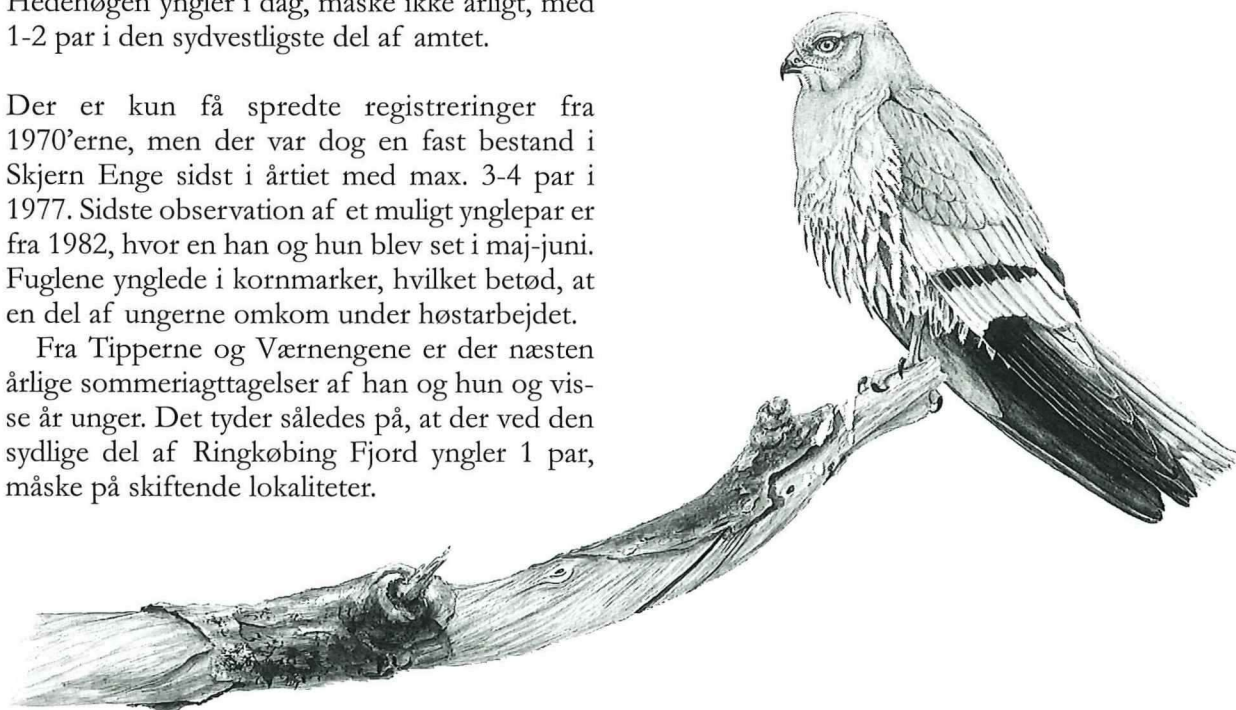 Hedehøgen yngler i dag, måske ikke årligt, med
1-2 par i den sydvestligste del af amtet.
Der er kun få spredte registreringer fra
1970’erne, men der var dog en fast bestand i
Skjern Enge sidst i årtiet med max. 3-4 par i
1977. Sidste observation af et muligt ynglepar er
fra 1982, hvor en han og hun blev set i maj-juni.
Fuglene ynglede i kornmarker, hvilket betød, at
en del af ungerne omkom under høstarbejdet.
Fra Tipperne og Værnengene er der næsten
årlige sommeriagttagelser af han og hun og vis-
se år unger. Det tyder således på, at der ved den
sydlige del af Ringkøbing Fjord yngler 1 par,
måske på skiftende lokaliteter.